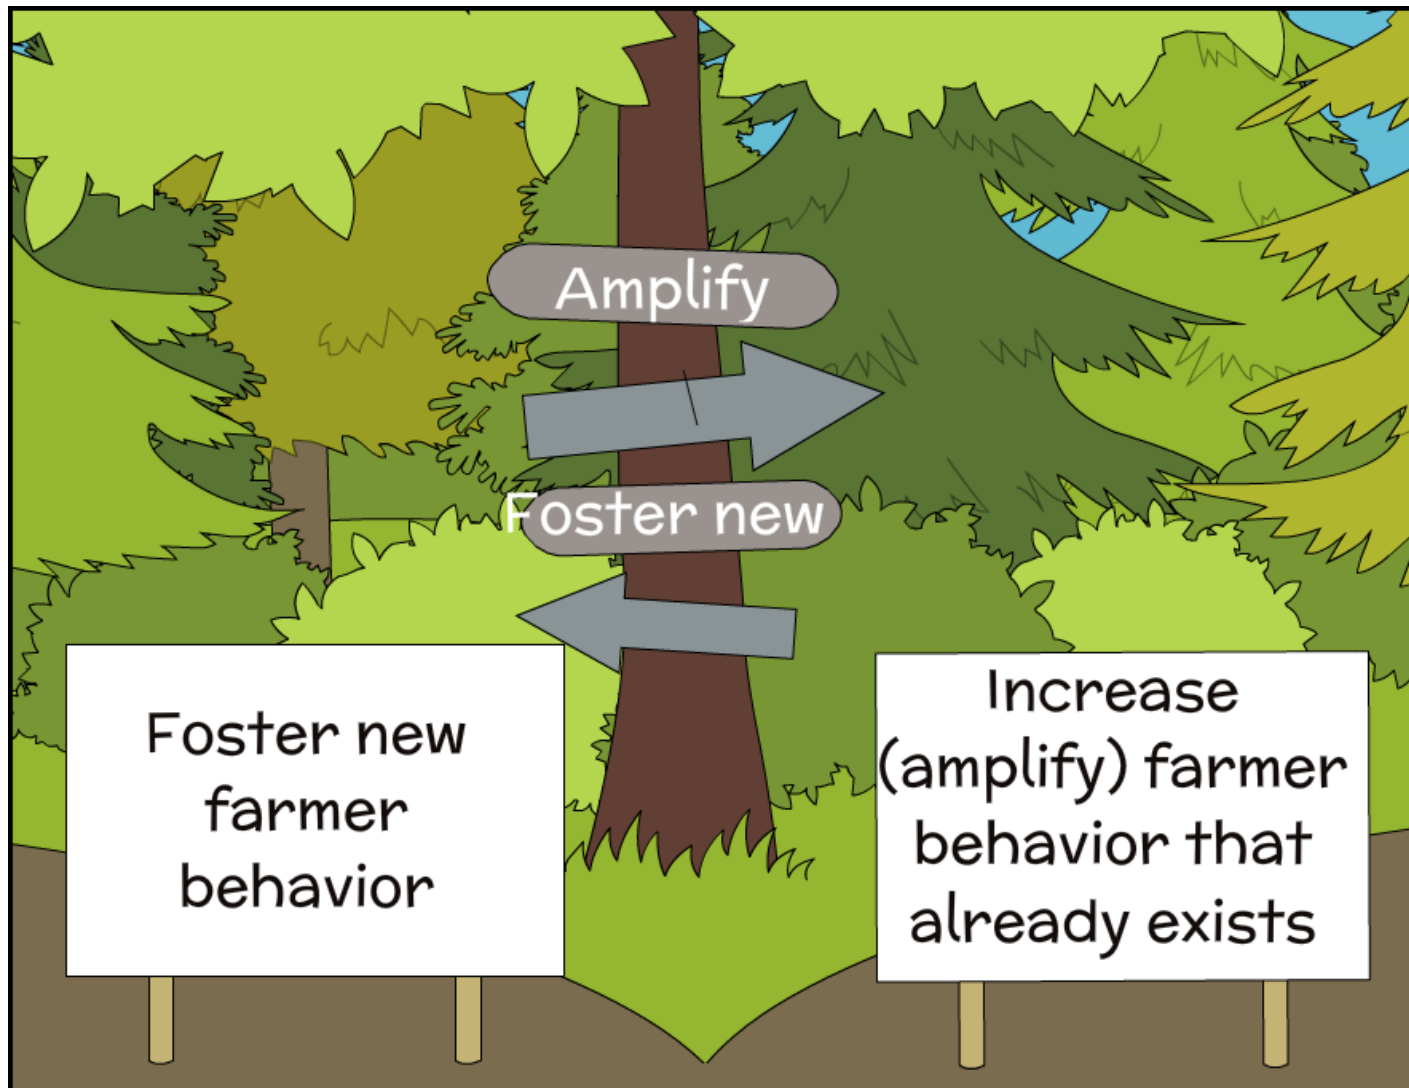 Amplify
Foster new
Foster new
farmer
behavior
Increase
(amplify) farmer
behavior that
already exists